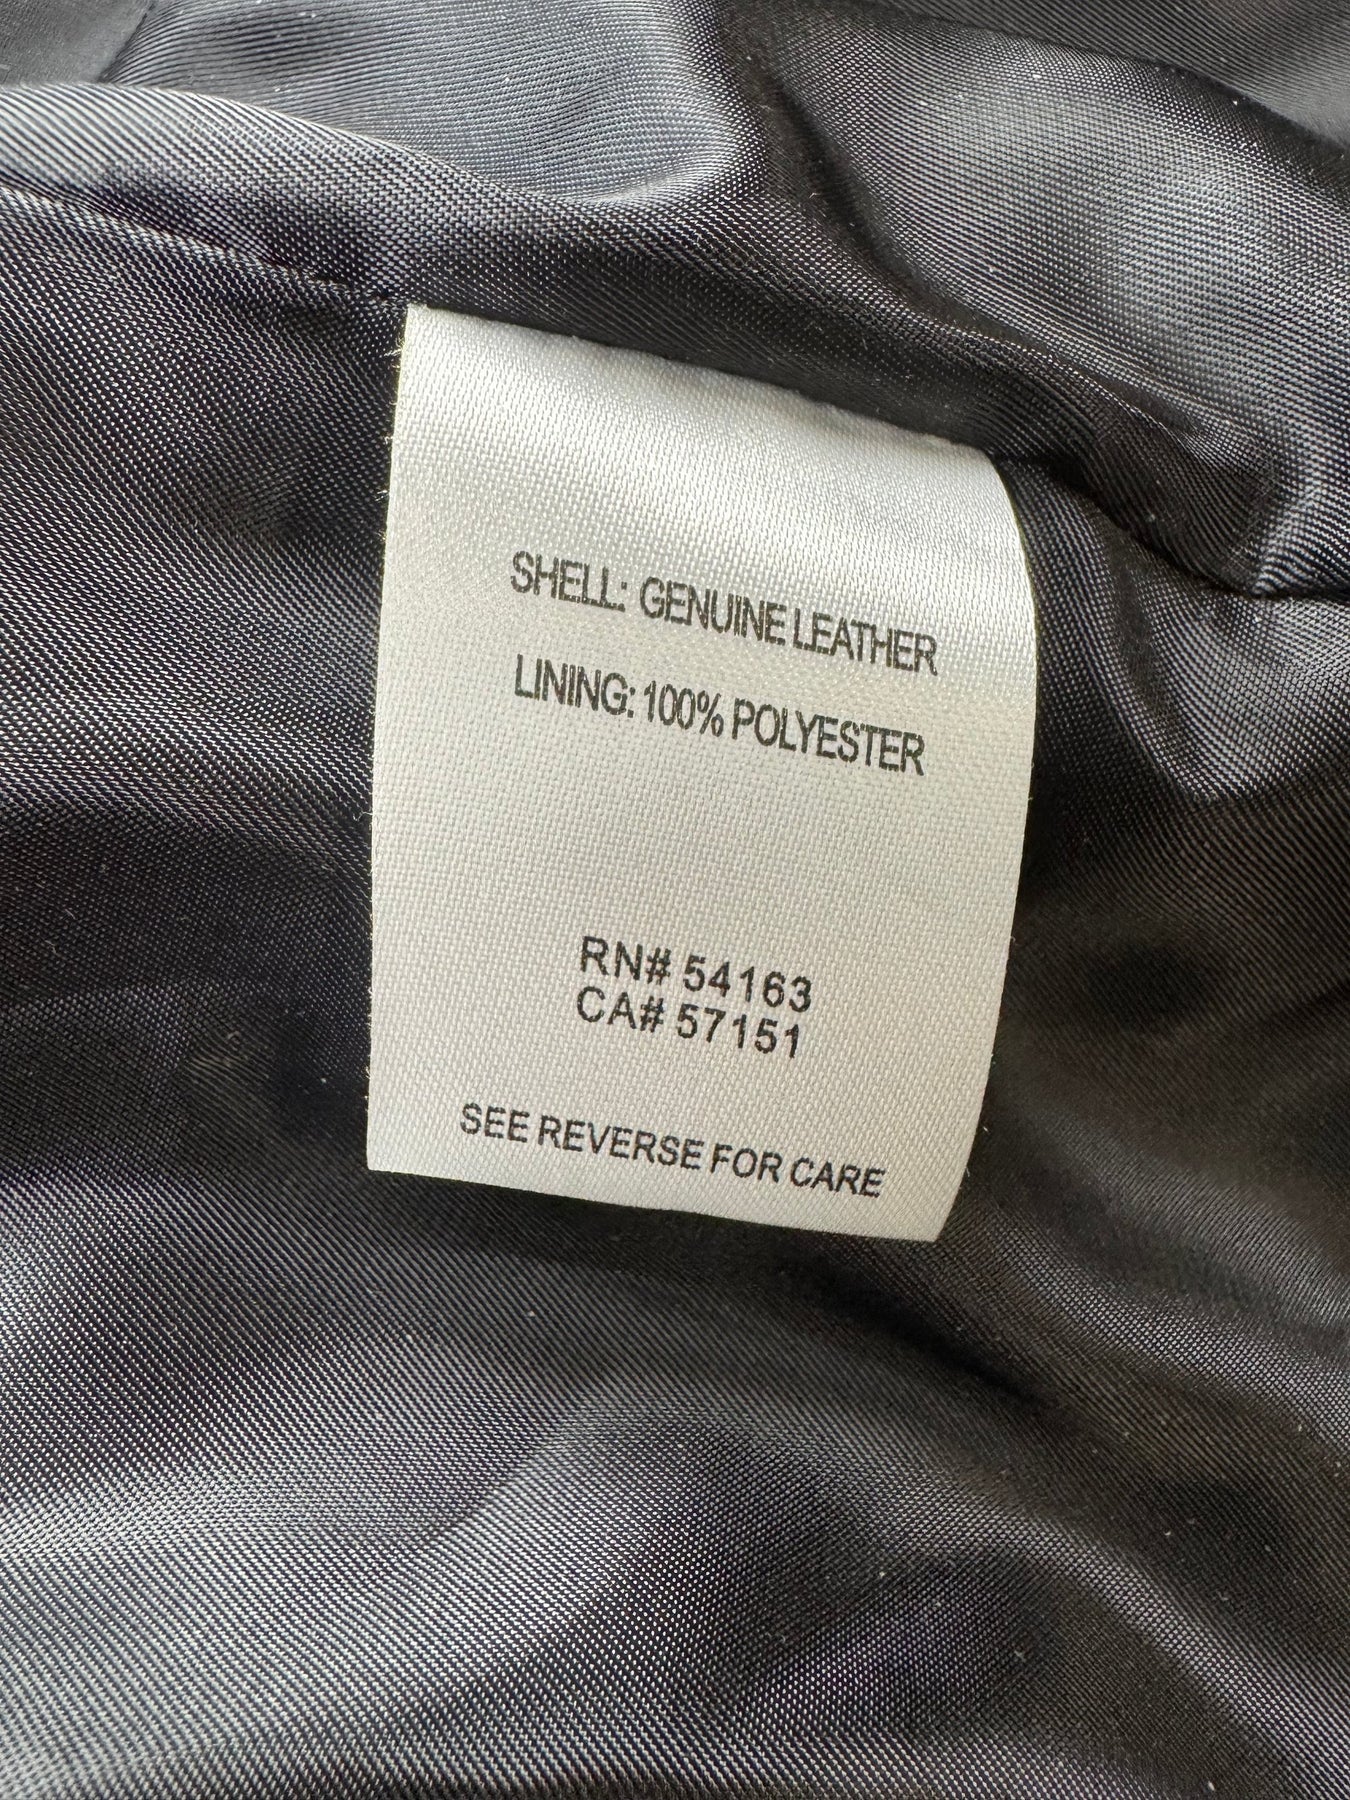 SHELL: GENUINE LEATHER
LINING: 100% POLYESTER
RN# 54163
CA# 57151
SEE REVERSE FOR CARE